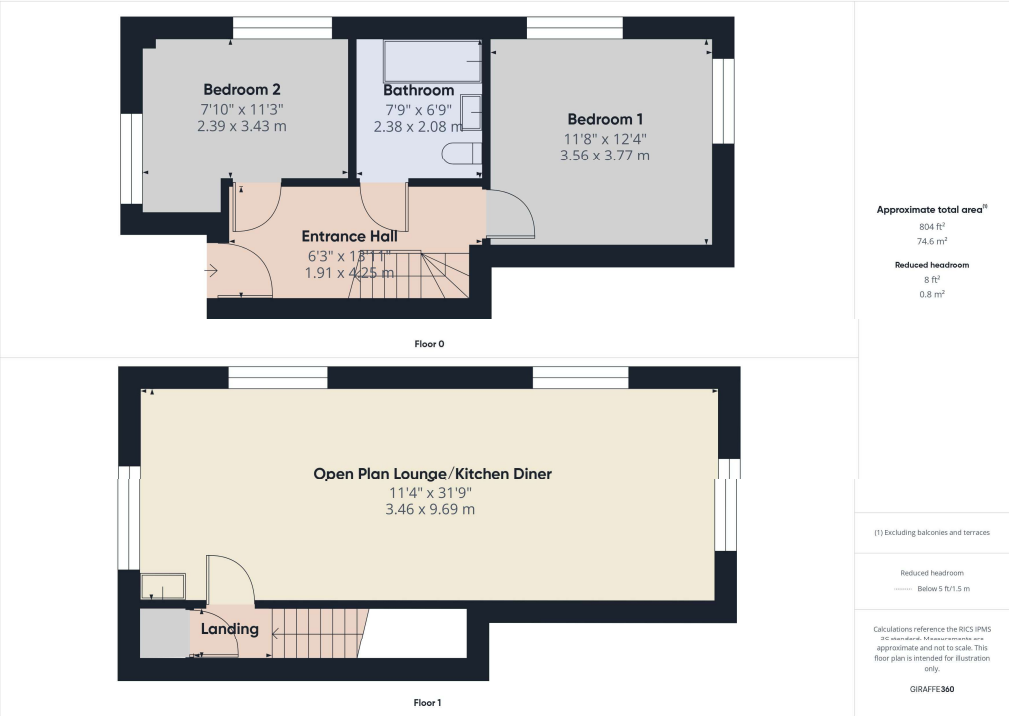 Bedroom 2
7'10" x 11'3"
2.39 x 3.43 m
Bathroom
7'9" x 6'9"
2.38 x 2.08 m
Bedroom 1
11'8" x 12'4"
3.56 x 3.77 m
Entrance Hall
6'3" x 13'11"
1.91 x 4.25 m
Floor 0
Open Plan Lounge/Kitchen Diner
11'4" x 31'9"
3.46 x 9.69 m
Landing
Floor 1
Approximate total area(1)
804 ft²
74.6 m²
Reduced headroom
8 ft²
0.8 m²
(1) Excluding balconies and terraces
Reduced headroom
Below 5 ft/1.5 m
Calculations reference the RICS IPMS
3C standard. Measurements are
approximate and not to scale. This
floor plan is intended for illustration
only.
GIRAFFE360